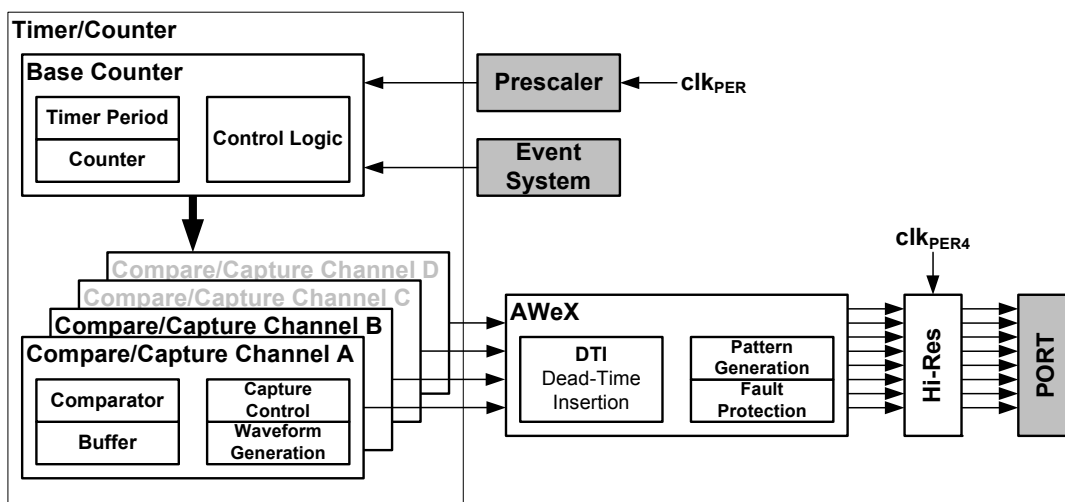 Timer/Counter
Base Counter
Timer Period
Counter
Control Logic
Prescaler
clkPER
Event
System
Compare/Capture Channel D
Compare/Capture Channel C
Compare/Capture Channel B
Compare/Capture Channel A
Comparator
Buffer
Capture
Control
Waveform
Generation
AWeX
DTI
Dead-Time
Insertion
Pattern
Generation
Fault
Protection
clkPER4
Hi-Res
PORT